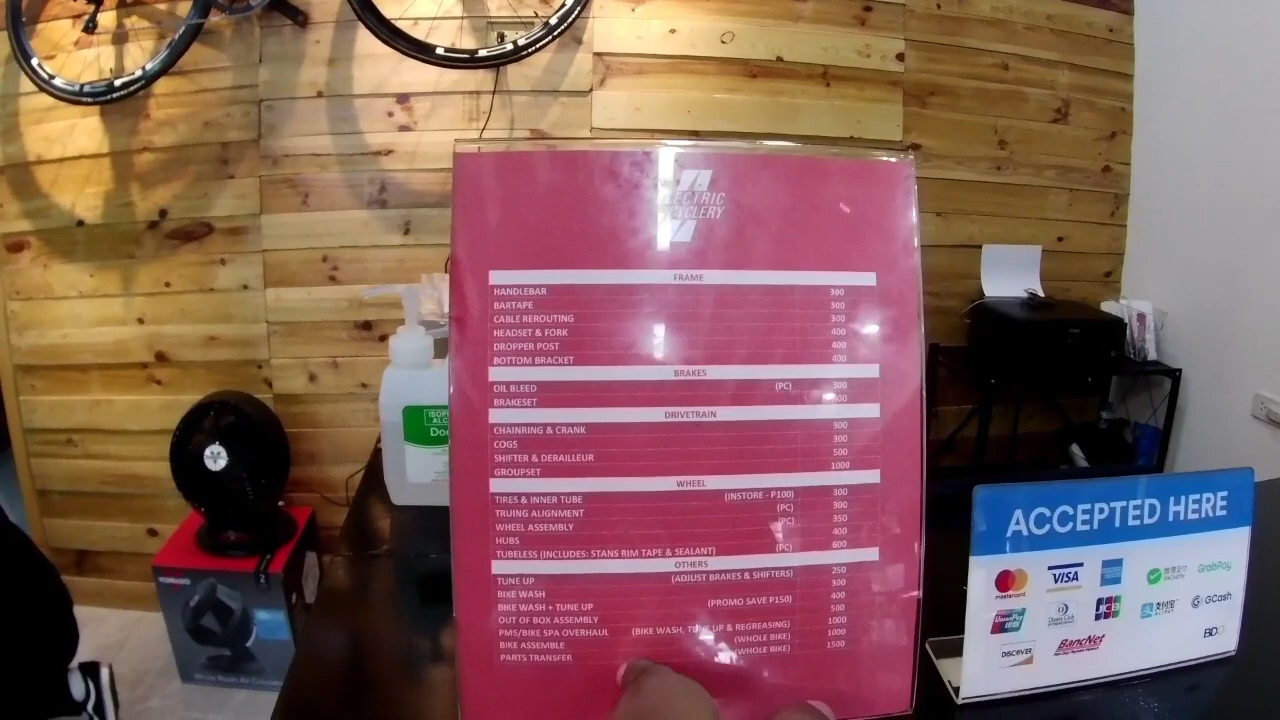 ELECTRIC
CYCLERY
FRAME
HANDLEBAR 300
BARTAPE 300
CABLE REROUTING 300
HEADSET & FORK 400
DROPPER POST 400
BOTTOM BRACKET 400
BRAKES
OIL BLEED (PC) 300
BRAKESET
DRIVETRAIN
CHAINRING & CRANK 300
COGS 300
SHIFTER & DERAILLEUR 500
GROUPSET 1000
WHEEL
TIRES & INNER TUBE (INSTORE - P100) 300
TRUING ALIGNMENT (PC) 300
WHEEL ASSEMBLY (PC) 350
HUBS 400
TUBELESS (INCLUDES: STANS RIM TAPE & SEALANT) (PC) 600
OTHERS
TUNE UP (ADJUST BRAKES & SHIFTERS) 250
BIKE WASH 300
BIKE WASH + TUNE UP (PROMO SAVE P150) 400
OUT OF BOX ASSEMBLY 500
PMS/BIKE SPA OVERHAUL (BIKE WASH, TUNE UP & REGREASING) 1000
BIKE ASSEMBLE (WHOLE BIKE) 1000
PARTS TRANSFER (WHOLE BIKE) 1500
ACCEPTED HERE
mastercard
VISA
GrabPay
UnionPay
银联
Diners Club
JCB
支付宝
GCash
DISCOVER
BancNet
BDO